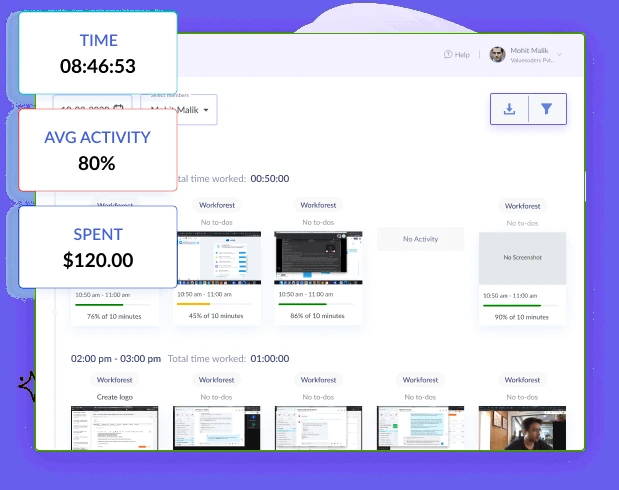 TIME
08:46:53
Help
Mohit Malik
Valuecoders Pvt...
Select members
Mohit Malik
AVG ACTIVITY
80%
tal time worked: 00:50:00
Workforest Workforest Workforest Workforest
No to-dos No to-dos No to-dos
SPENT
$120.00
No Activity
No Screenshot
10:50 am - 11:00 am 10:50 am - 11:00 am 10:50 am - 11:00 am 10:50 am - 11:00 am
76% of 10 minutes 45% of 10 minutes 86% of 10 minutes 90% of 10 minutes
02:00 pm - 03:00 pm Total time worked: 01:00:00
Workforest Workforest Workforest Workforest Workforest
Create logo No to-dos No to-dos No to-dos No to-dos